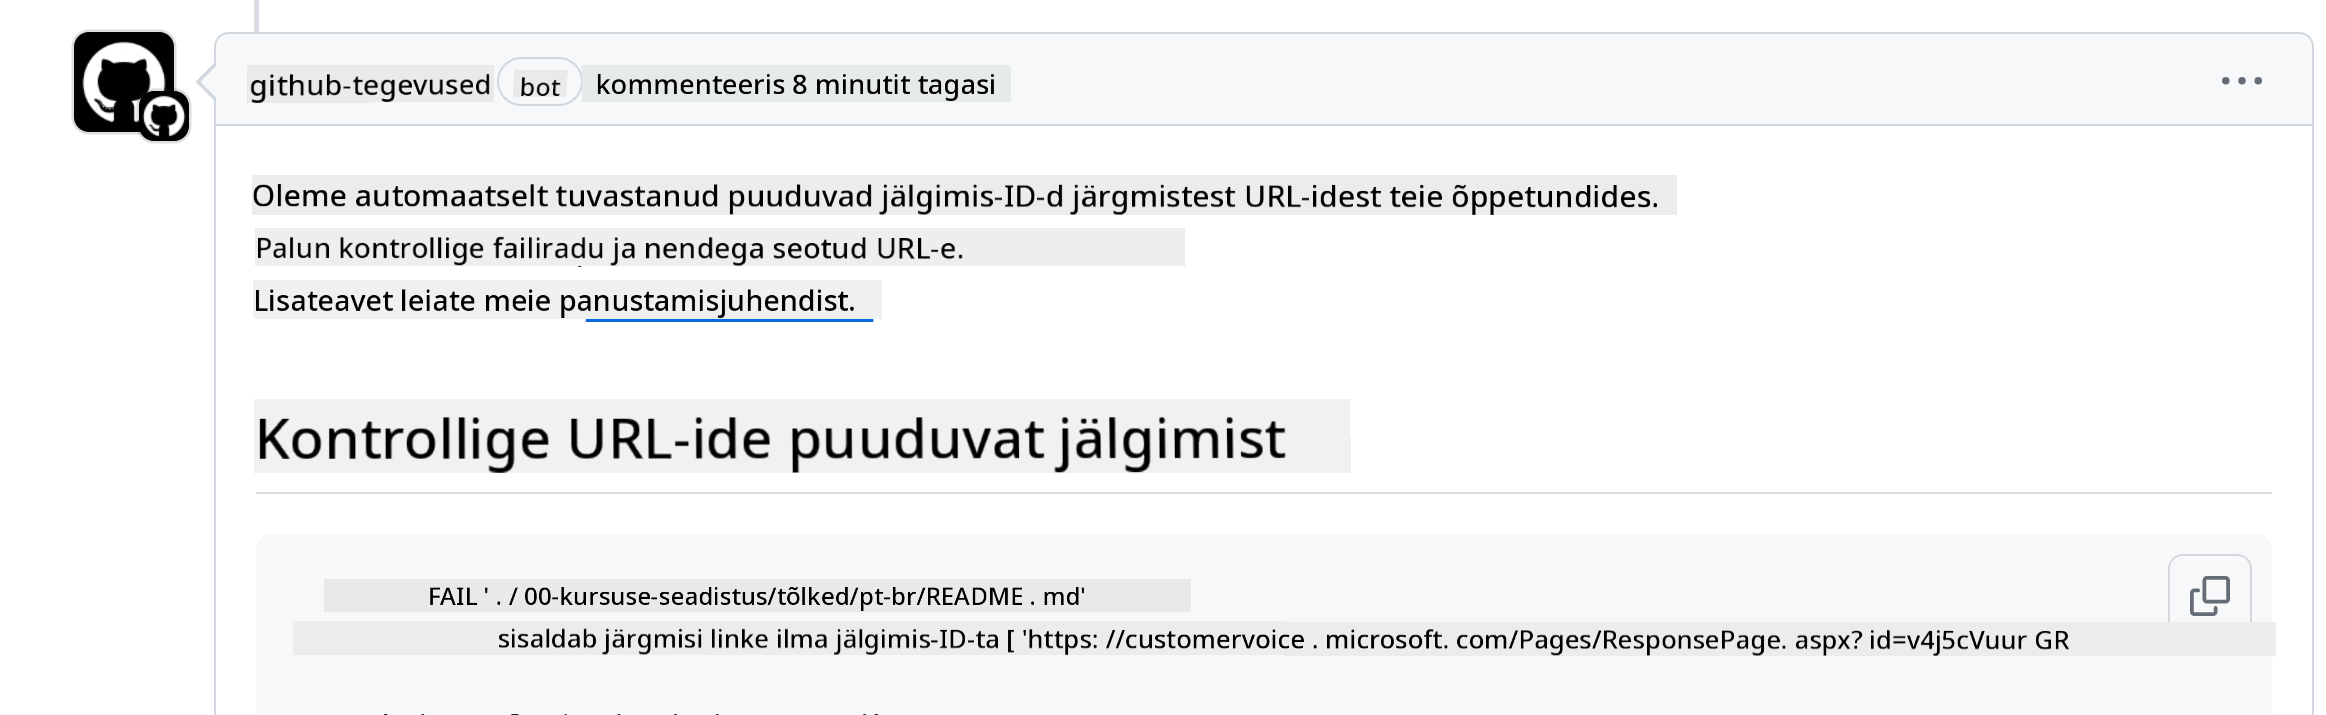 github-tegevused bot kommenteeris 8 minutit tagasi
Oleme automaatselt tuvastanud puuduvad jälgimis-ID-d järgmistest URL-idest teie õppetundides.
Palun kontrollige failiradu ja nendega seotud URL-e.
Lisateavet leiate meie panustamisjuhendist.
Kontrollige URL-ide puuduvat jälgimist
FAIL ' . / 00-kursuse-seadistus/tõlked/pt-br/README . md'
sisaldab järgmisi linke ilma jälgimis-ID-ta [ 'https: //customervoice . microsoft. com/Pages/ResponsePage. aspx? id=v4j5cVuur GR